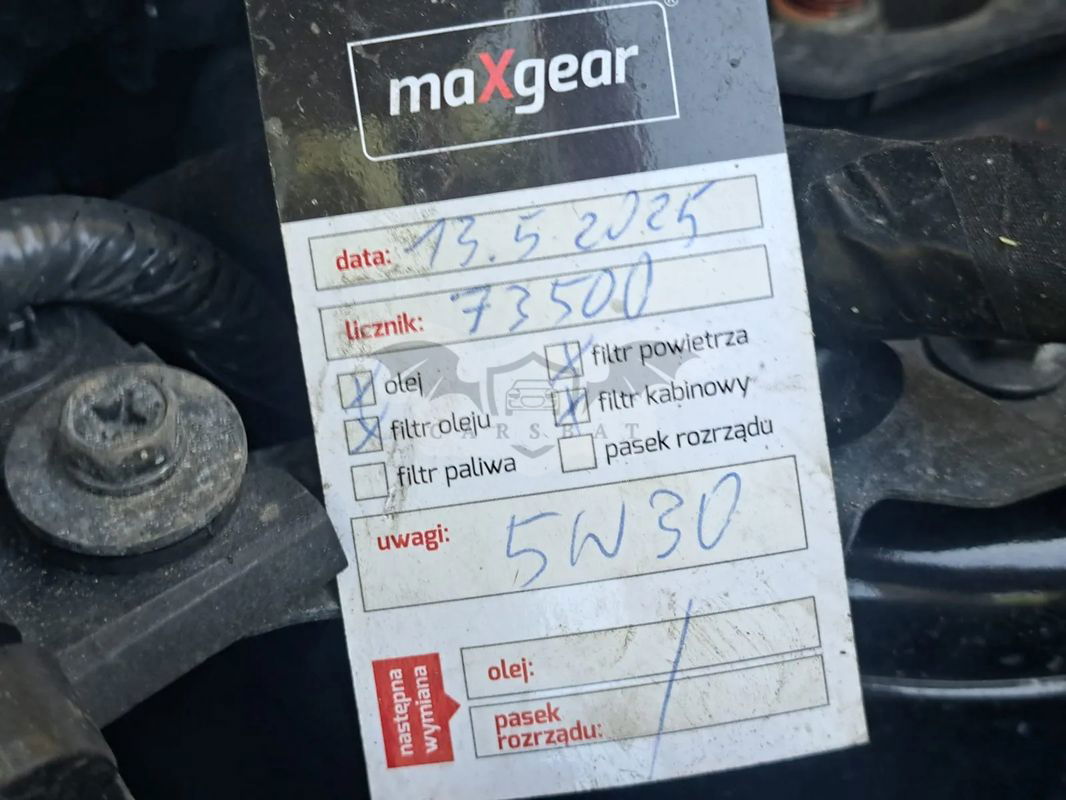 maXgear®
data: 13.5.2025
licznik: 73500
olej
filtr powietrza
filtr oleju
filtr kabinowy
filtr paliwa
pasek rozrządu
CARSBAT
uwagi: 5W30
następna wymiana
olej:
pasek rozrządu: